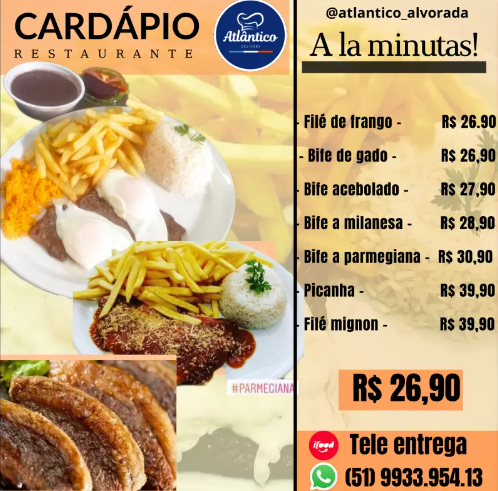 CARDÁPIO
RESTAURANTE
Atlântico
DELIVERY
#PARMEGIANA
@atlantico_alvorada
A la minutas!
- Filé de frango - R$ 26.90
- Bife de gado - R$ 26,90
- Bife acebolado - R$ 27,90
- Bife a milanesa - R$ 28,90
- Bife a parmegiana - R$ 30,90
- Picanha - R$ 39,90
- Filé mignon - R$ 39,90
R$ 26,90
ifood Tele entrega
(51) 9933.954.13